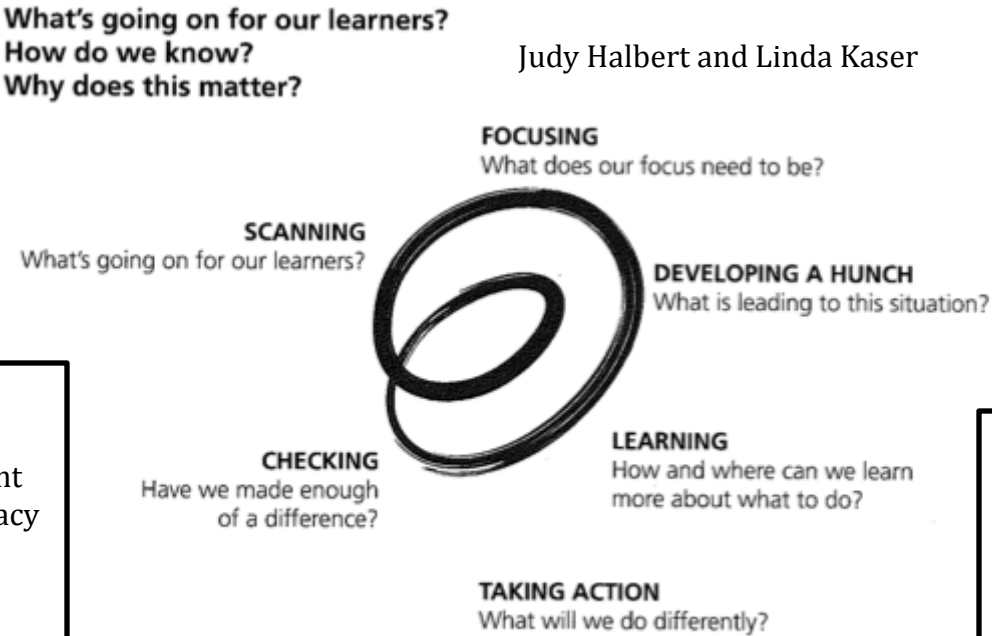 What's going on for our learners?
How do we know?
Why does this matter?
Judy Halbert and Linda Kaser
FOCUSING
What does our focus need to be?
SCANNING
What's going on for our learners?
DEVELOPING A HUNCH
What is leading to this situation?
LEARNING
How and where can we learn
more about what to do?
CHECKING
Have we made enough
of a difference?
TAKING ACTION
What will we do differently?